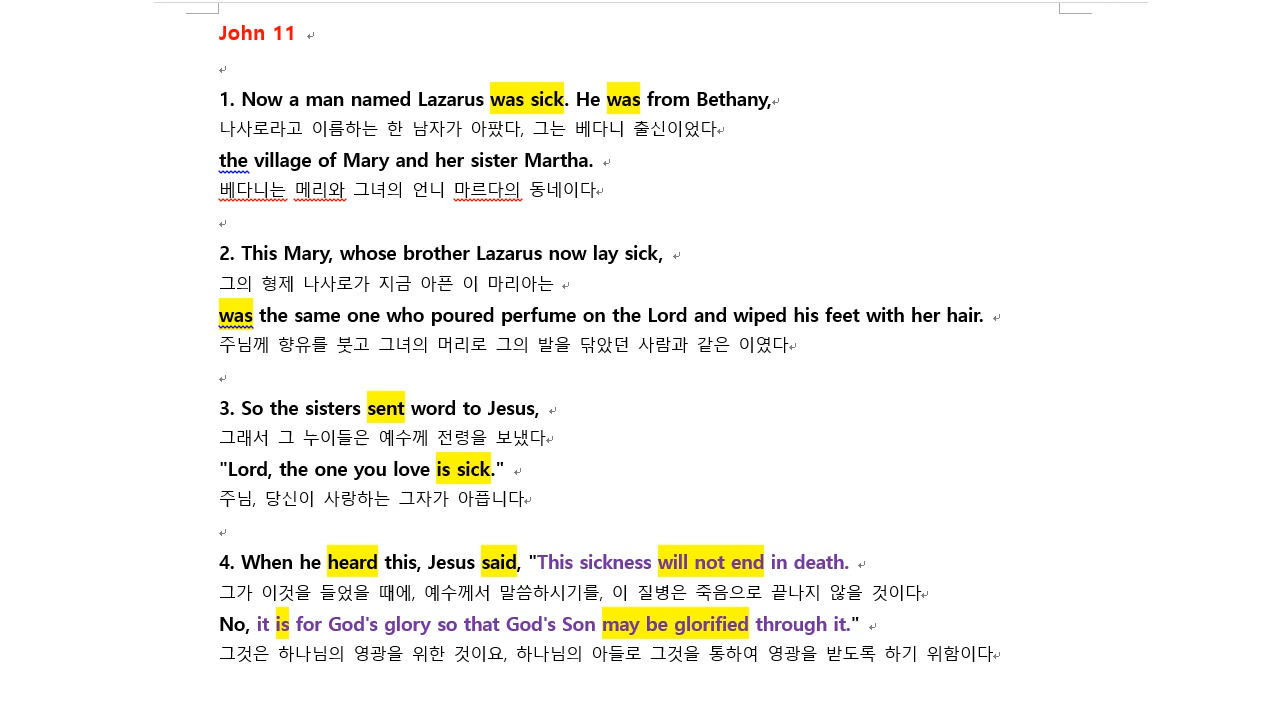 John 11
1. Now a man named Lazarus was sick. He was from Bethany,
나사로라고 이름하는 한 남자가 아팠다, 그는 베다니 출신이었다
the village of Mary and her sister Martha.
베다니는 메리와 그녀의 언니 마르다의 동네이다
2. This Mary, whose brother Lazarus now lay sick,
그의 형제 나사로가 지금 아픈 이 마리아는
was the same one who poured perfume on the Lord and wiped his feet with her hair.
주님께 향유를 붓고 그녀의 머리로 그의 발을 닦았던 사람과 같은 이였다
3. So the sisters sent word to Jesus,
그래서 그 누이들은 예수께 전령을 보냈다
"Lord, the one you love is sick."
주님, 당신이 사랑하는 그자가 아픕니다
4. When he heard this, Jesus said, "This sickness will not end in death.
그가 이것을 들었을 때에, 예수께서 말씀하시기를, 이 질병은 죽음으로 끝나지 않을 것이다
No, it is for God's glory so that God's Son may be glorified through it."
그것은 하나님의 영광을 위한 것이요, 하나님의 아들로 그것을 통하여 영광을 받도록 하기 위함이다